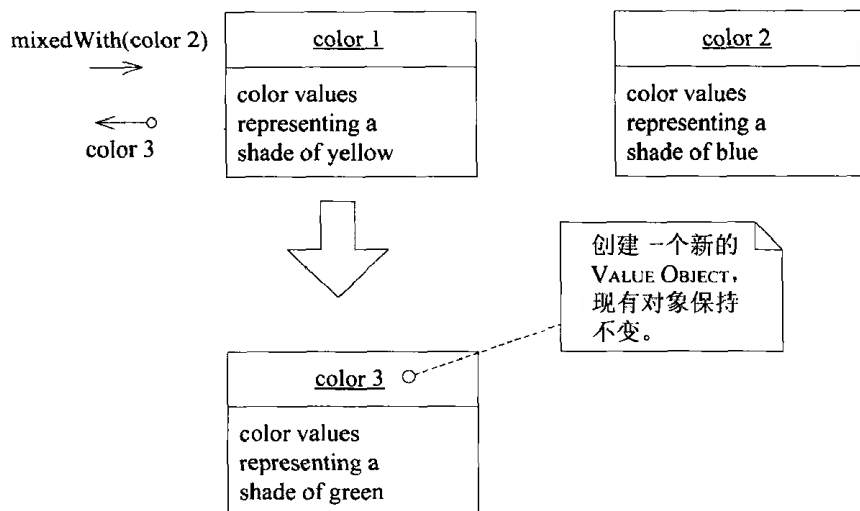 mixedWith(color 2)
color 3
color 1
color values
representing a
shade of yellow
color 2
color values
representing a
shade of blue
创建一个新的
VALUE OBJECT,
现有对象保持
不变。
color 3
color values
representing a
shade of green